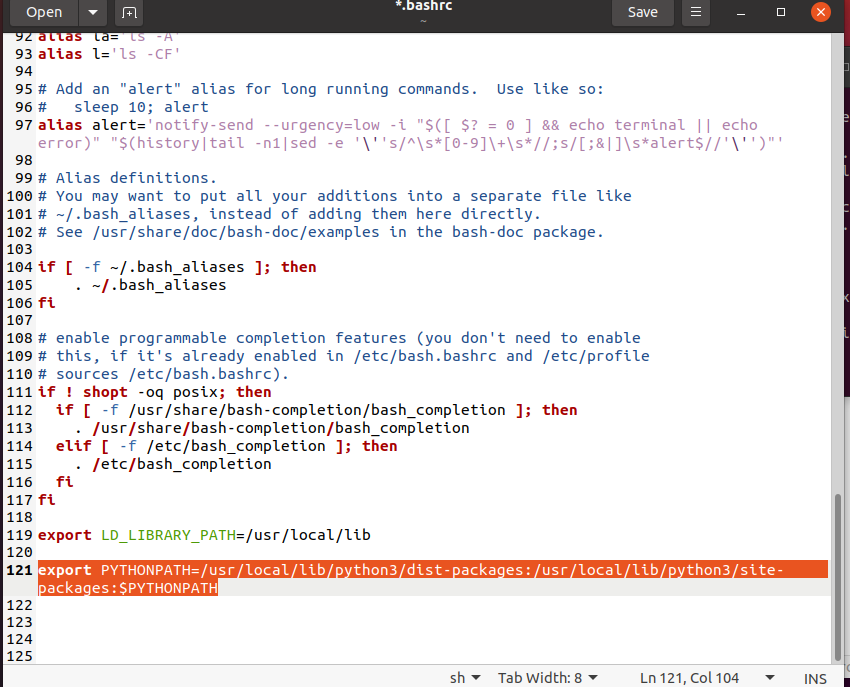 Open
*.bashrc
~
Save
92 alias la='ls -A'
93 alias l='ls -CF'
94
95 # Add an "alert" alias for long running commands.  Use like so:
96 #   sleep 10; alert
97 alias alert='notify-send --urgency=low -i "$([ $? = 0 ] && echo terminal || echo
error)" "$(history|tail -n1|sed -e '\''s/^\s*[0-9]\+\s*//;s/[;&|]\s*alert$//'\'')"'
98
99 # Alias definitions.
100 # You may want to put all your additions into a separate file like
101 # ~/.bash_aliases, instead of adding them here directly.
102 # See /usr/share/doc/bash-doc/examples in the bash-doc package.
103
104 if [ -f ~/.bash_aliases ]; then
105     . ~/.bash_aliases
106 fi
107
108 # enable programmable completion features (you don't need to enable
109 # this, if it's already enabled in /etc/bash.bashrc and /etc/profile
110 # sources /etc/bash.bashrc).
111 if ! shopt -oq posix; then
112   if [ -f /usr/share/bash-completion/bash_completion ]; then
113     . /usr/share/bash-completion/bash_completion
114   elif [ -f /etc/bash_completion ]; then
115     . /etc/bash_completion
116   fi
117 fi
118
119 export LD_LIBRARY_PATH=/usr/local/lib
120
121 export PYTHONPATH=/usr/local/lib/python3/dist-packages:/usr/local/lib/python3/site-
packages:$PYTHONPATH
122
123
124
125
sh Tab Width: 8 Ln 121, Col 104 INS